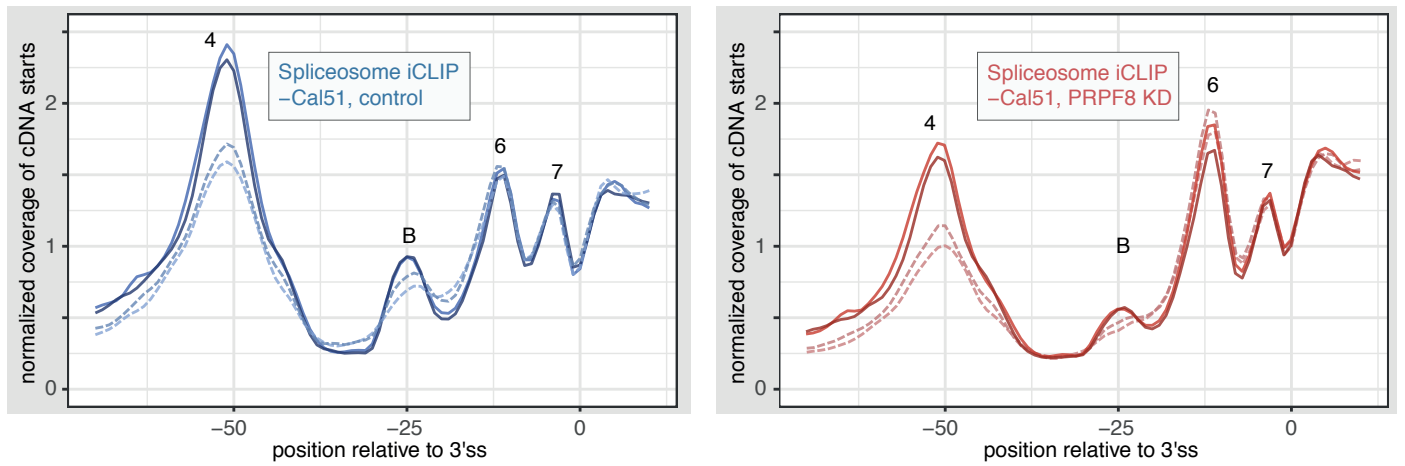 normalized coverage of cDNA starts
2
1
0
4
B
6
7
Spliceosome iCLIP
−Cal51, control
−50
−25
0
position relative to 3'ss
normalized coverage of cDNA starts
2
1
0
4
B
6
7
Spliceosome iCLIP
−Cal51, PRPF8 KD
−50
−25
0
position relative to 3'ss